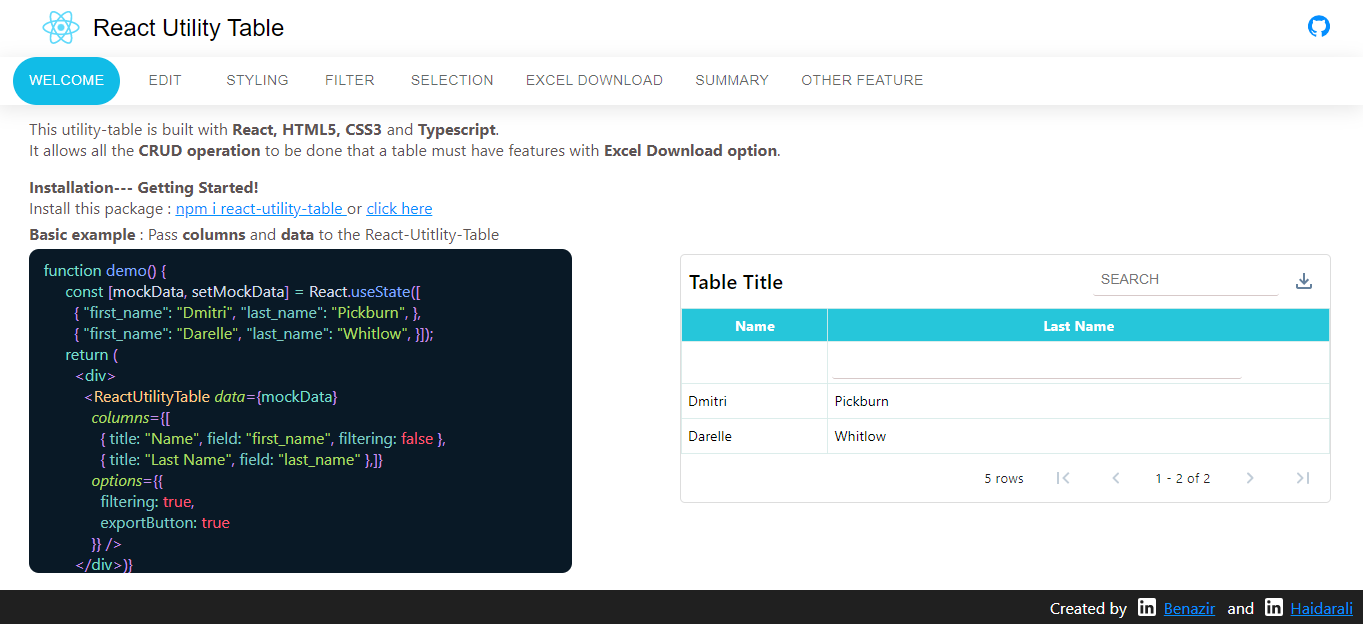 React Utility Table
WELCOME EDIT STYLING FILTER SELECTION EXCEL DOWNLOAD SUMMARY OTHER FEATURE
This utility-table is built with React, HTML5, CSS3 and Typescript.
It allows all the CRUD operation to be done that a table must have features with Excel Download option.
Installation--- Getting Started!
Install this package : npm i react-utility-table or click here
Basic example : Pass columns and data to the React-Utitlity-Table
function demo() {
const [mockData, setMockData] = React.useState([
{ "first_name": "Dmitri", "last_name": "Pickburn", },
{ "first_name": "Darelle", "last_name": "Whitlow", }]);
return (
<div>
<ReactUtilityTable data={mockData}
columns={[
{ title: "Name", field: "first_name", filtering: false },
{ title: "Last Name", field: "last_name" },]}
options={{
filtering: true,
exportButton: true
}} />
</div>)}
Table Title SEARCH
Name Last Name
Dmitri Pickburn
Darelle Whitlow
5 rows 1 - 2 of 2
Created by in Benazir and in Haidarali